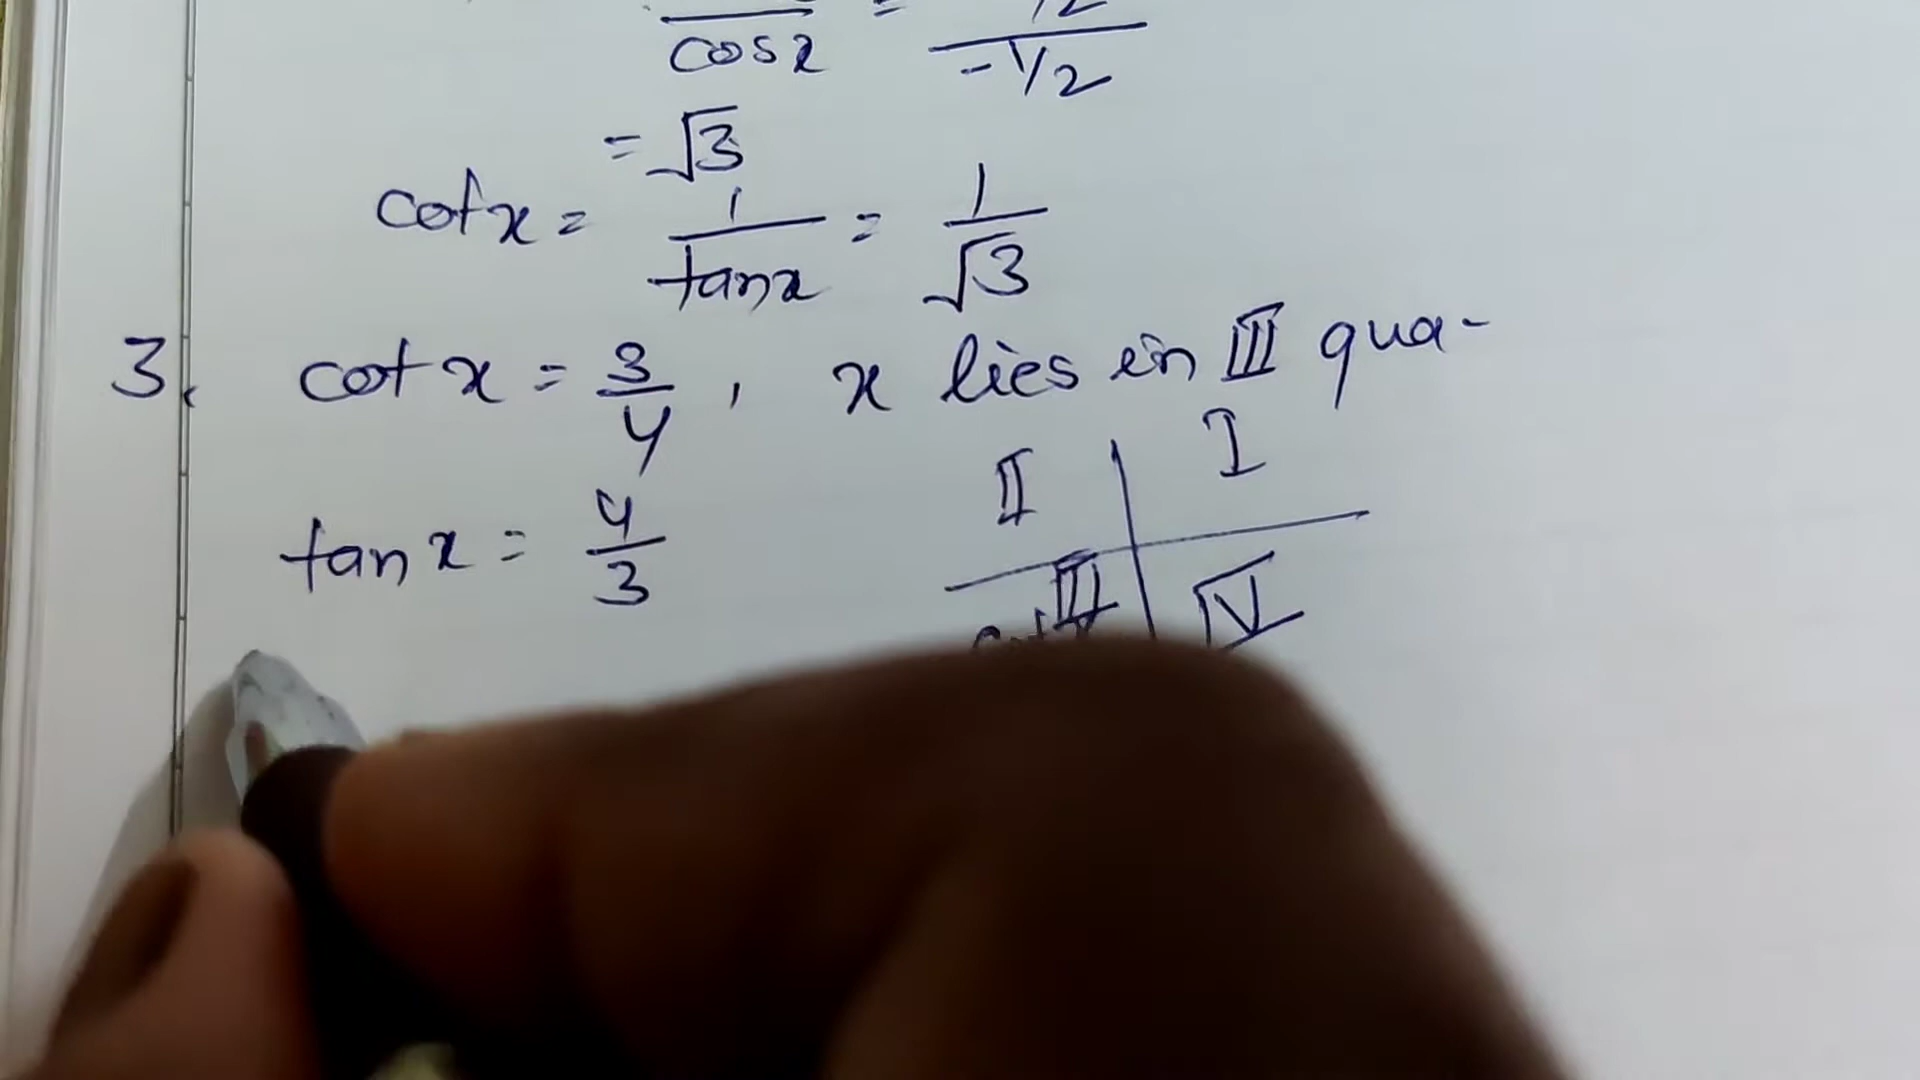 cos x = /2 / -1/2
= √3
cot x = 1/tan x = 1/√3
3. cot x = 3/4 , x lies in III qua-
II I
tan x = 4/3
III IV